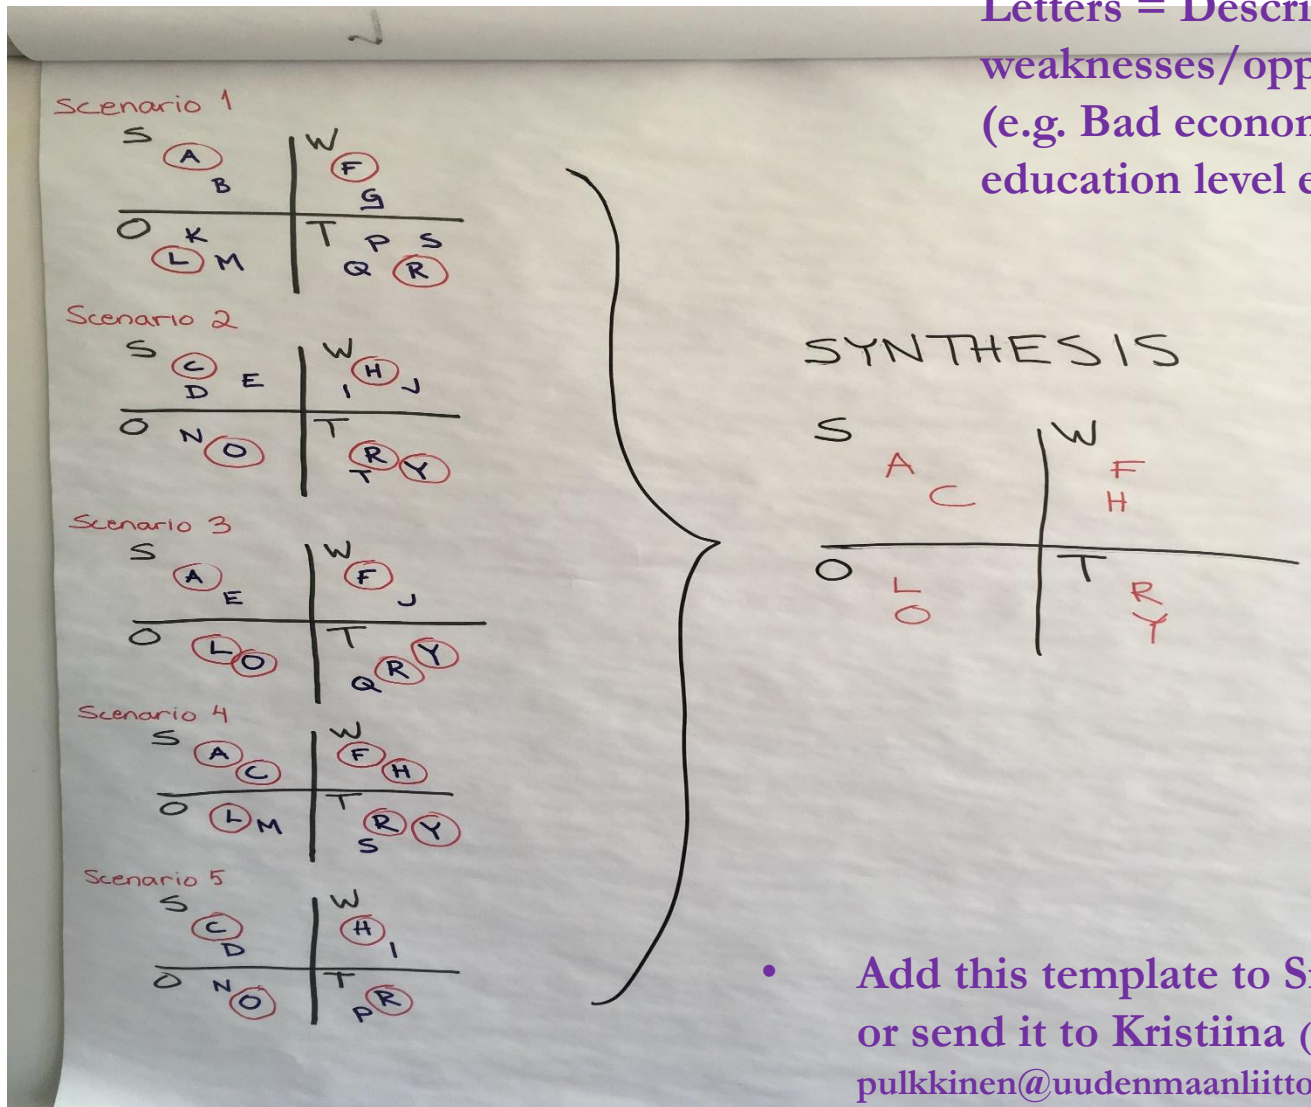 Letters = Descri
weaknesses/opp
(e.g. Bad econon
education level e
Scenario 1
S W
A F
B G
O K T P S
L M Q R
Scenario 2
S W
C E H
D I J
O N T
O R Y
T
Scenario 3
S W
A F
E J
O T
L O Q R Y
Scenario 4
S W
A C F H
O T
L M R Y
S
Scenario 5
S W
C H
D I
O N T
O P R
SYNTHESIS
S W
A F
C H
O L T R
O Y
• Add this template to S
or send it to Kristiina (
pulkkinen@uudenmaanliitto